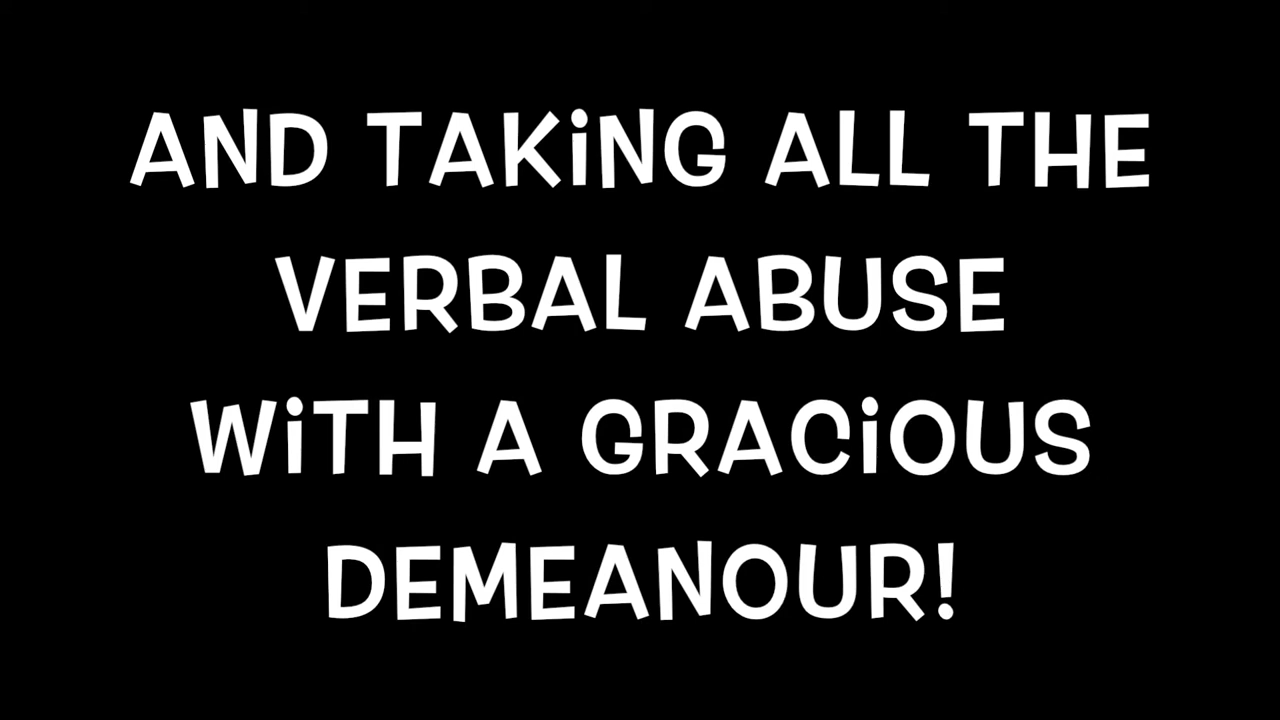 AND TAKiNG ALL THE
VERBAL ABUSE
WiTH A GRACiOUS
DEMEANOUR!